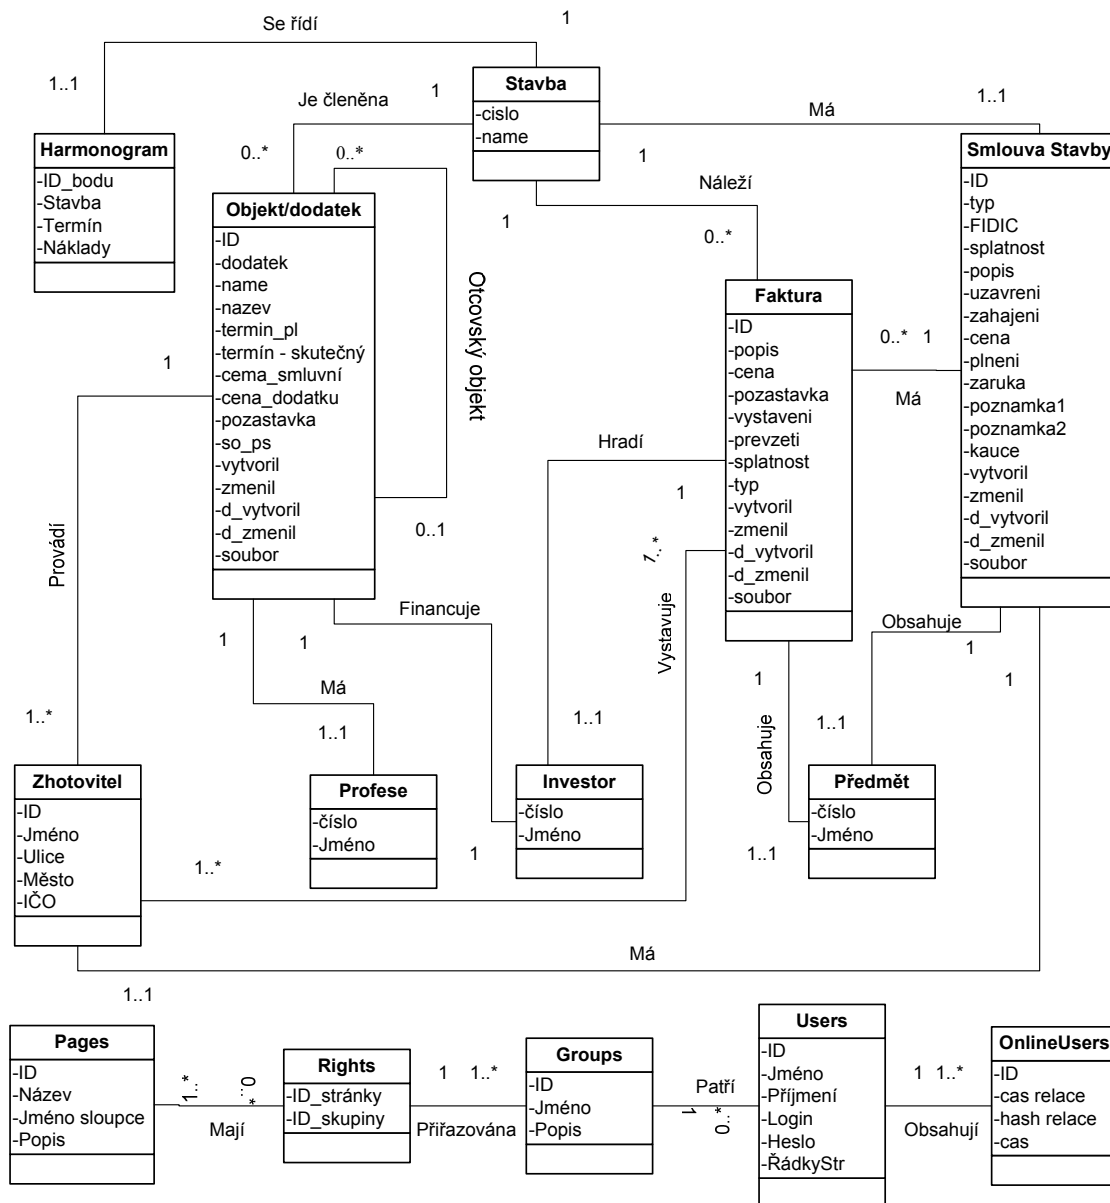 Se řídí
1
1..1
Stavba
-cislo
-name
Je členěna
1
0..*
0..*
Má
1..1
1
Harmonogram
-ID_bodu
-Stavba
-Termín
-Náklady
Objekt/dodatek
-ID
-dodatek
-name
-nazev
-termin_pl
-termín - skutečný
-cema_smluvní
-cena_dodatku
-pozastavka
-so_ps
-vytvoril
-zmenil
-d_vytvoril
-d_zmenil
-soubor
Otcovský objekt
0..1
Náleží
1
0..*
Smlouva Stavby
-ID
-typ
-FIDIC
-splatnost
-popis
-uzavreni
-zahajeni
-cena
-plneni
-zaruka
-poznamka1
-poznamka2
-kauce
-vytvoril
-zmenil
-d_vytvoril
-d_zmenil
-soubor
Faktura
-ID
-popis
-cena
-pozastavka
-vystaveni
-prevzeti
-splatnost
-typ
-vytvoril
-zmenil
-d_vytvoril
-d_zmenil
-soubor
0..*
1
Má
1
Provádí
1..*
Hradí
1
1..1
1..*
Vystavuje
1..*
Financuje
1
1
1
Má
1..1
Obsahuje
1
1..1
Obsahuje
1
1..1
1
Má
1..1
Zhotovitel
-ID
-Jméno
-Ulice
-Město
-IČO
Profese
-číslo
-Jméno
Investor
-číslo
-Jméno
Předmět
-číslo
-Jméno
Pages
-ID
-Název
-Jméno sloupce
-Popis
1..*
0..*
Mají
Rights
-ID_stránky
-ID_skupiny
1
1..*
Přiřazována
Groups
-ID
-Jméno
-Popis
Patří
1
0..*
Users
-ID
-Jméno
-Příjmení
-Login
-Heslo
-ŘádkyStr
1
1..*
Obsahují
OnlineUsers
-ID
-cas relace
-hash relace
-cas